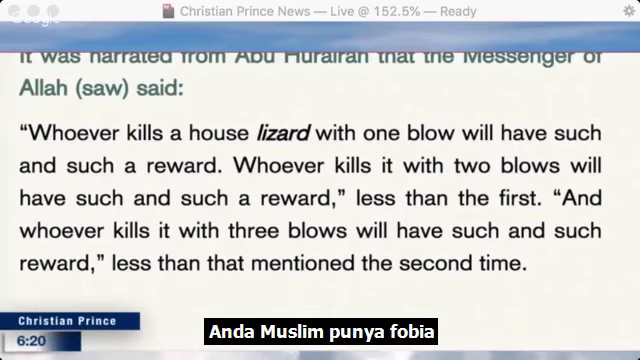 Christian Prince News — Live @ 152.5% — Ready
Google
It was narrated from Abu Hurairah that the Messenger of
Allah (saw) said:
“Whoever kills a house lizard with one blow will have such
and such a reward. Whoever kills it with two blows will
have such and such a reward,” less than the first. “And
whoever kills it with three blows will have such and such
reward,” less than that mentioned the second time.
Christian Prince
6:20
Anda Muslim punya fobia